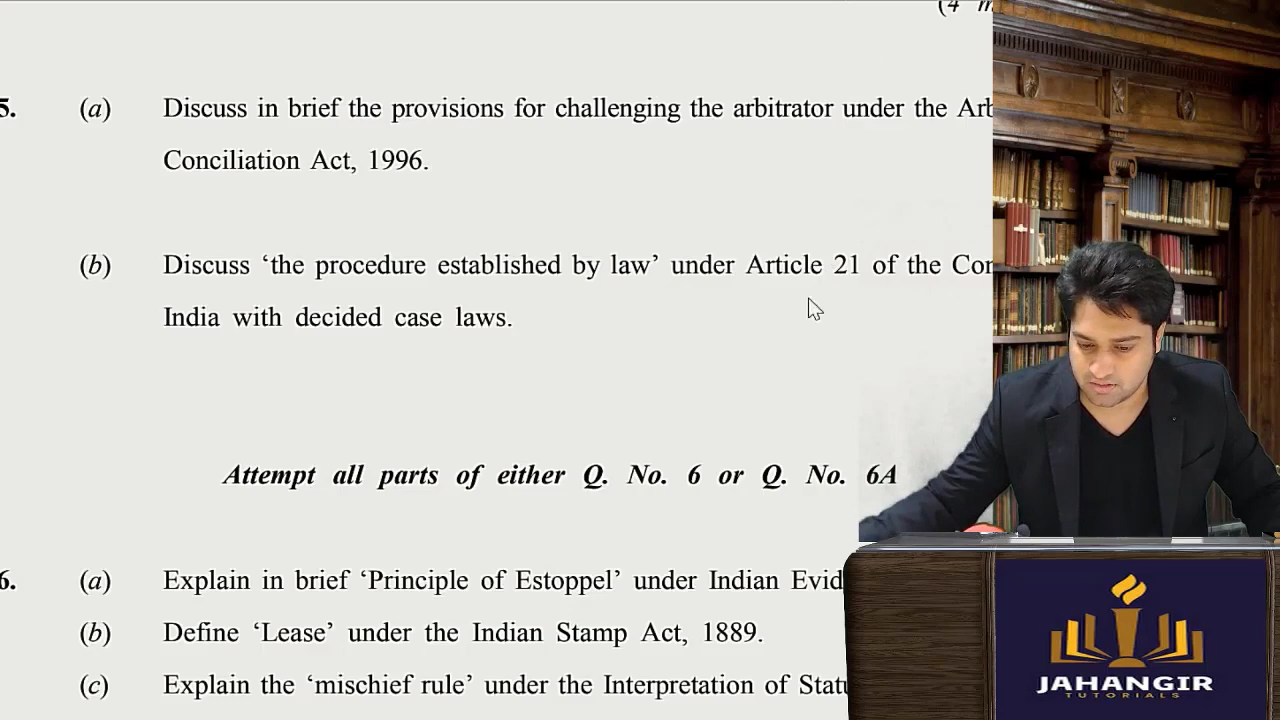 (4
5. (a) Discuss in brief the provisions for challenging the arbitrator under the Arb
Conciliation Act, 1996.
(b) Discuss ‘the procedure established by law’ under Article 21 of the Con
India with decided case laws.
Attempt all parts of either Q. No. 6 or Q. No. 6A
6. (a) Explain in brief ‘Principle of Estoppel’ under Indian Evid
(b) Define ‘Lease’ under the Indian Stamp Act, 1889.
(c) Explain the ‘mischief rule’ under the Interpretation of Statu
JAHANGIR
TUTORIALS